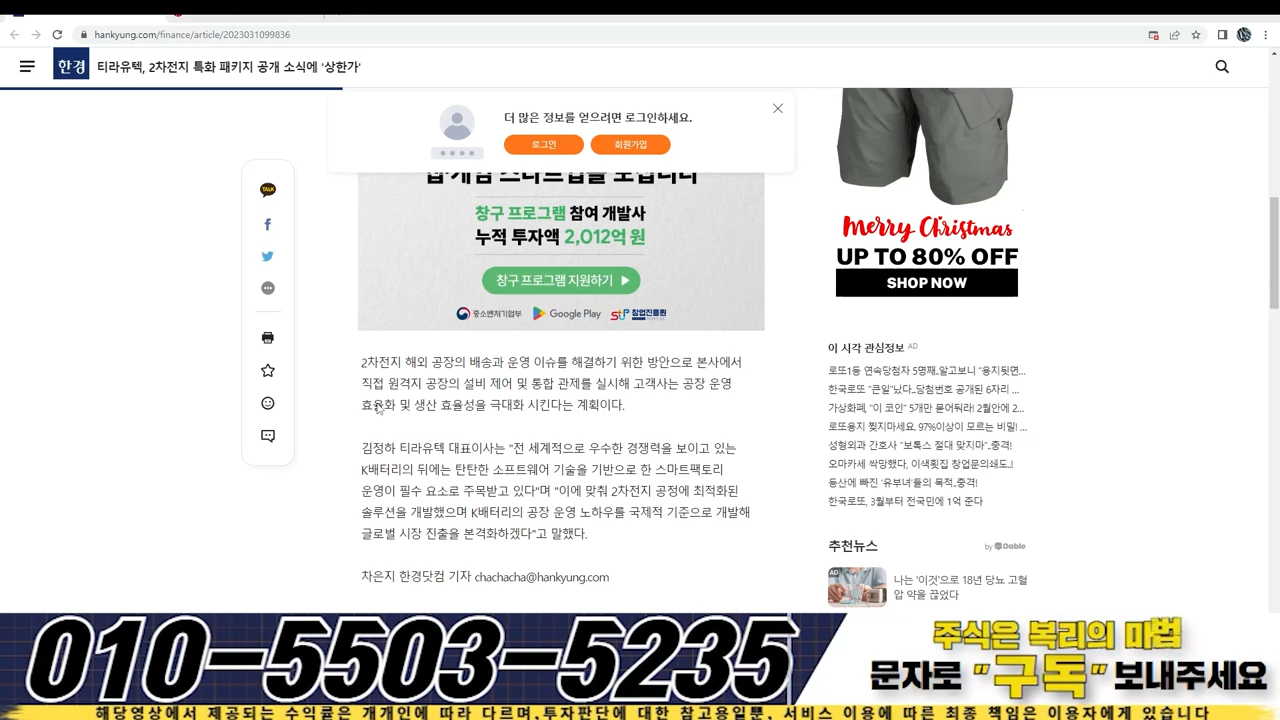 hankyung.com/finance/article/2023031099836
한경 티라유텍, 2차전지 특화 패키지 공개 소식에 '상한가'
더 많은 정보를 얻으려면 로그인하세요.
로그인 회원가입
창구 프로그램 참여 개발사
누적 투자액 2,012억 원
창구 프로그램 지원하기 ▶
중소벤처기업부 Google Play 창업진흥원
TALK
2차전지 해외 공장의 배송과 운영 이슈를 해결하기 위한 방안으로 본사에서
직접 원격지 공장의 설비 제어 및 통합 관제를 실시해 고객사는 공장 운영
효율화 및 생산 효율성을 극대화 시킨다는 계획이다.
김정하 티라유텍 대표이사는 "전 세계적으로 우수한 경쟁력을 보이고 있는
K배터리의 뒤에는 탄탄한 소프트웨어 기술을 기반으로 한 스마트팩토리
운영이 필수 요소로 주목받고 있다"며 "이에 맞춰 2차전지 공정에 최적화된
솔루션을 개발했으며 K배터리의 공장 운영 노하우를 국제적 기준으로 개발해
글로벌 시장 진출을 본격화하겠다"고 말했다.
차은지 한경닷컴 기자 chachacha@hankyung.com
Merry Christmas
UP TO 80% OFF
SHOP NOW
이 시각 관심정보 AD
로또1등 연속당첨자 5명째..알고보니 "용지뒷면...
한국로또 "큰일"났다..당첨번호 공개된 6자리 ...
가상화폐, "이 코인" 5개만 묻어둬라! 2월안에 2...
로또용지 찢지마세요. 97%이상이 모르는 비밀! ...
성형외과 간호사 "보톡스 절대 맞지마"..충격!
오마카세 싹망했다, 이색횟집 창업문의쇄도..!
등산에 빠진 '유부녀'들의 목적..충격!
한국로또, 3월부터 전국민에 1억 준다
추천뉴스 by Dable
AD
나는 '이것'으로 18년 당뇨 고혈
압 약을 끊었다
010-5503-5235
주식은 복리의 마법
문자로 "구독" 보내주세요
해당영상에서 제공되는 수익률은 개개인에 따라 다르며,투자판단에 대한 참고용일뿐, 서비스 이용에 따른 최종 책임은 이용자에게 있습니다